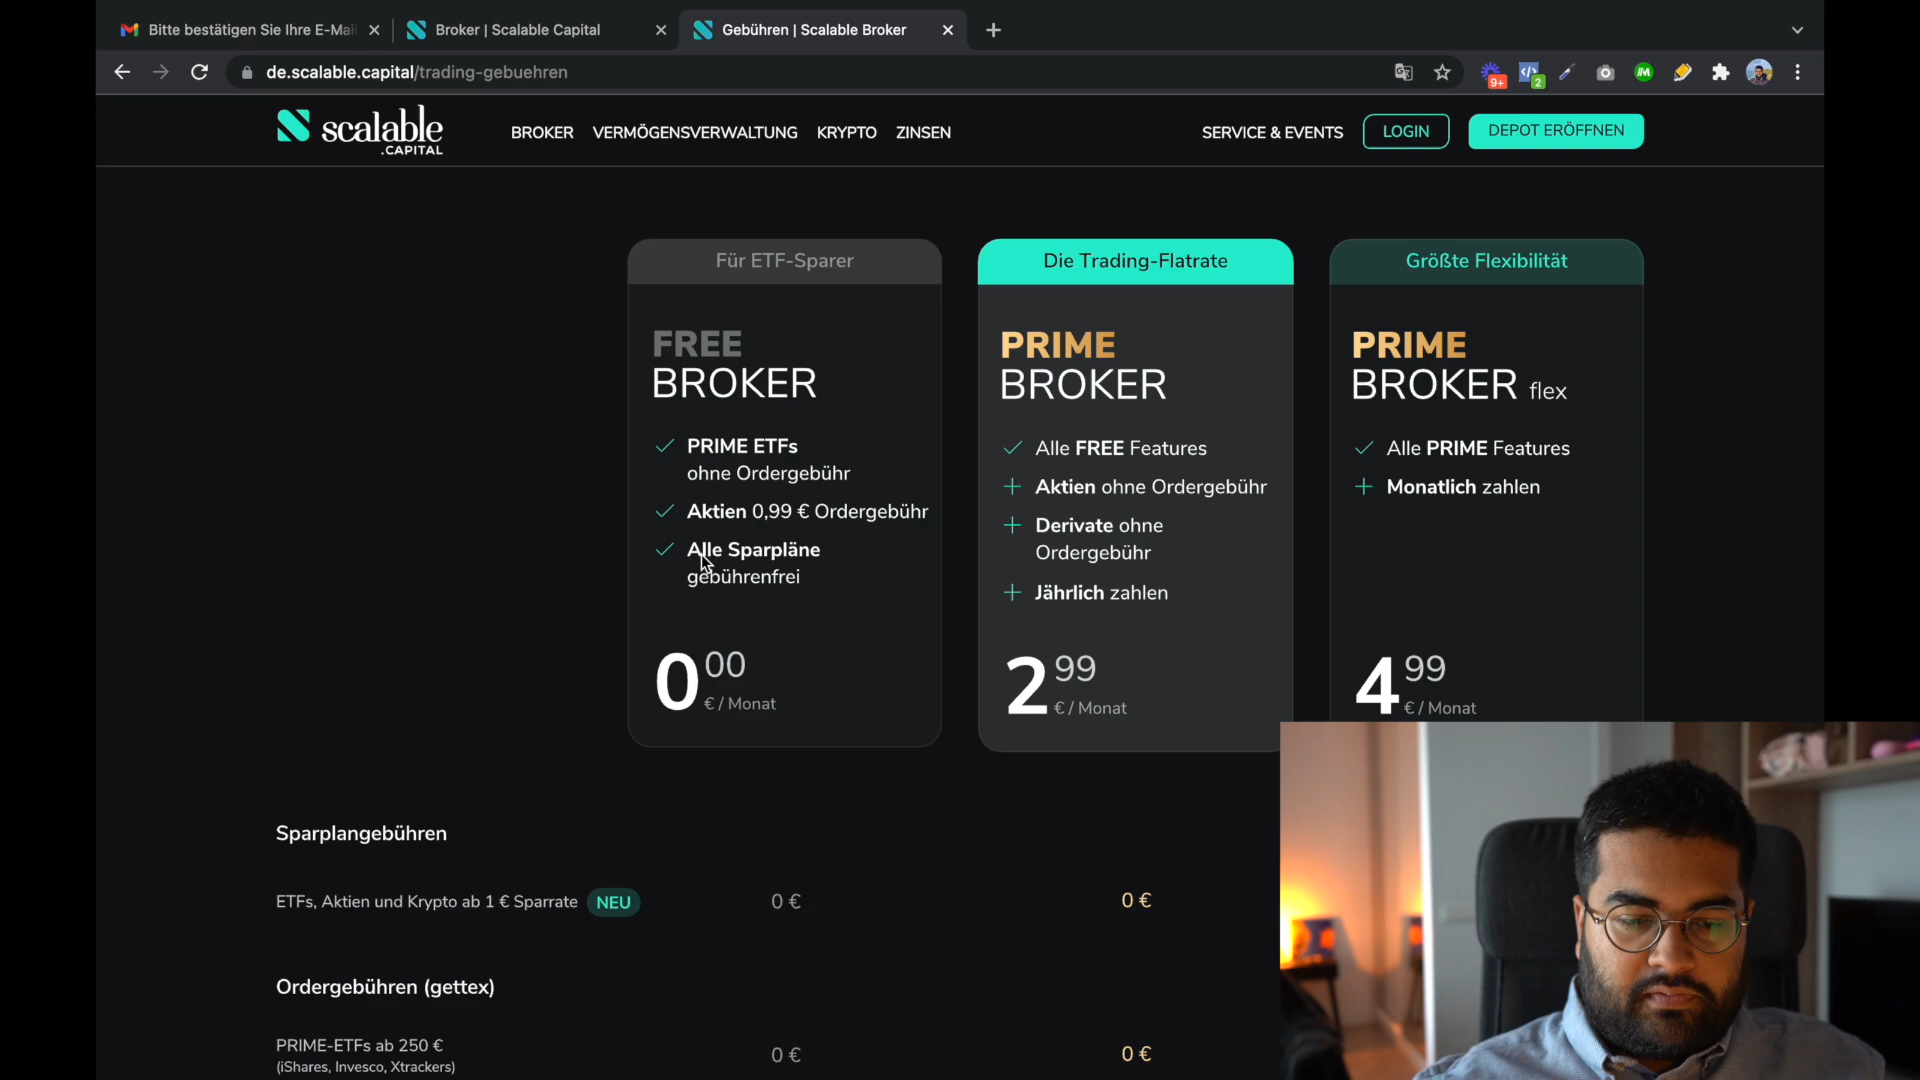 Bitte bestätigen Sie Ihre E-Mail
Broker | Scalable Capital
Gebühren | Scalable Broker
de.scalable.capital/trading-gebuehren
9+
2
scalable
.CAPITAL
BROKER
VERMÖGENSVERWALTUNG
KRYPTO
ZINSEN
SERVICE & EVENTS
LOGIN
DEPOT ERÖFFNEN
Für ETF-Sparer
FREE
BROKER
PRIME ETFs
ohne Ordergebühr
Aktien 0,99 € Ordergebühr
Alle Sparpläne
gebührenfrei
0 00
€ / Monat
Die Trading-Flatrate
PRIME
BROKER
Alle FREE Features
Aktien ohne Ordergebühr
Derivate ohne
Ordergebühr
Jährlich zahlen
2 99
€ / Monat
Größte Flexibilität
PRIME
BROKER flex
Alle PRIME Features
Monatlich zahlen
4 99
€ / Monat
Sparplangebühren
ETFs, Aktien und Krypto ab 1 € Sparrate NEU 0 € 0 €
Ordergebühren (gettex)
PRIME-ETFs ab 250 € 0 € 0 €
(iShares, Invesco, Xtrackers)